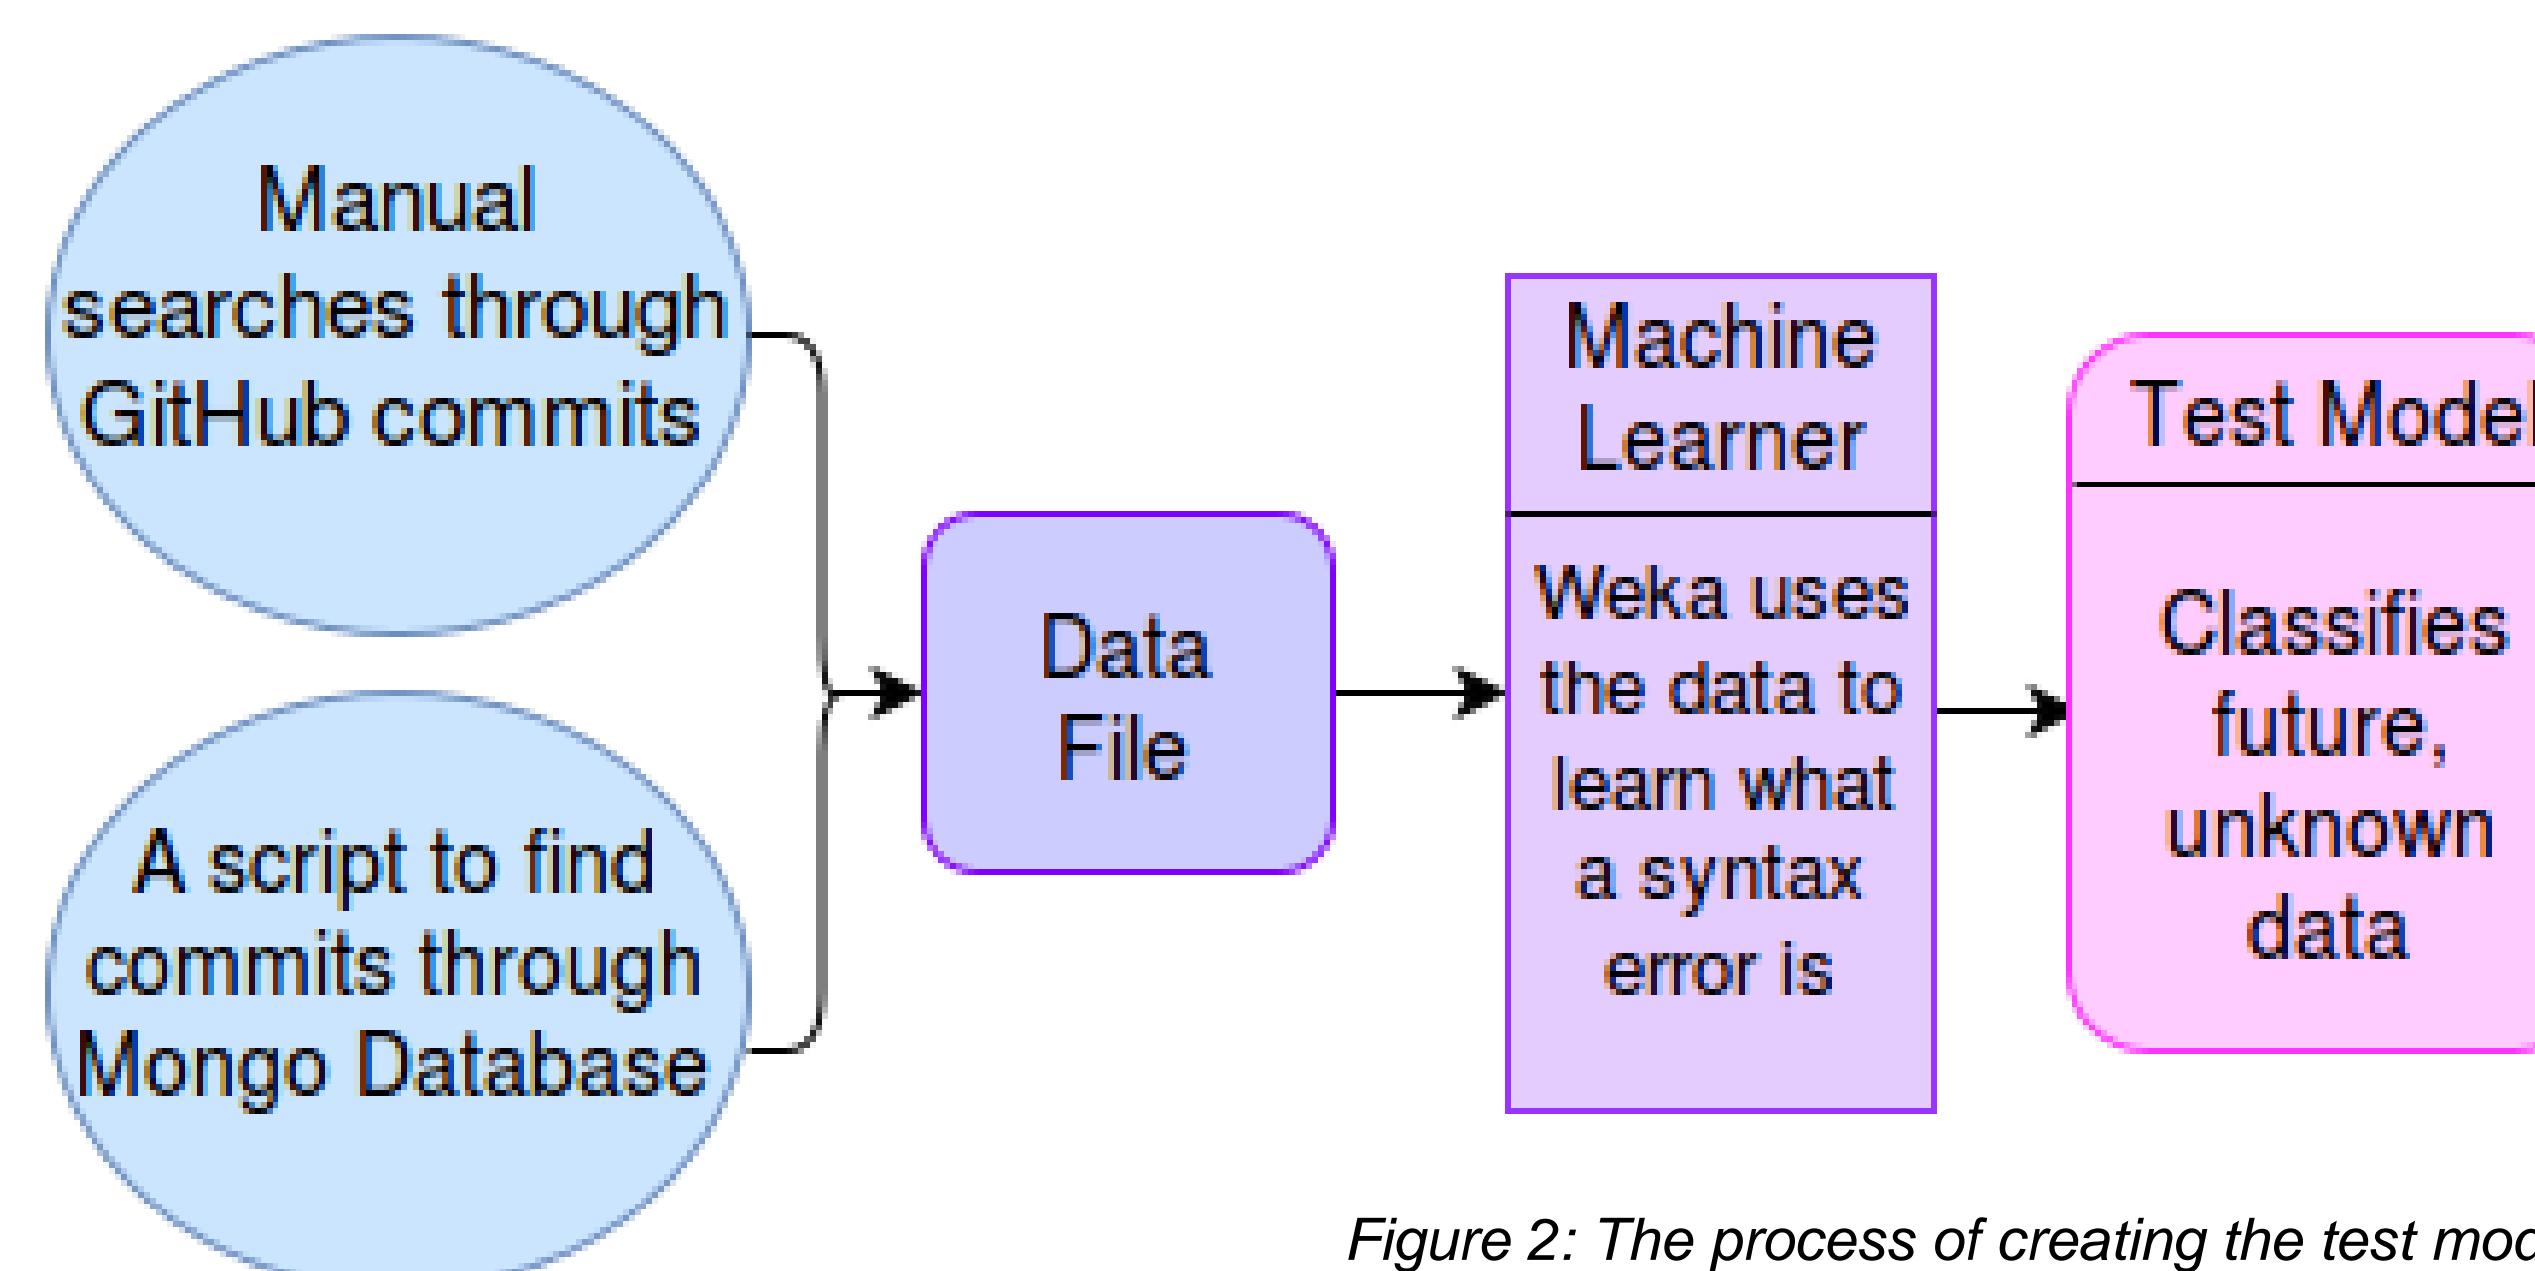 Manual
searches through
GitHub commits
A script to find
commits through
Mongo Database
Data
File
Machine
Learner
Weka uses
the data to
learn what
a syntax
error is
Test Model
Classifies
future,
unknown
data
Figure 2: The process of creating the test